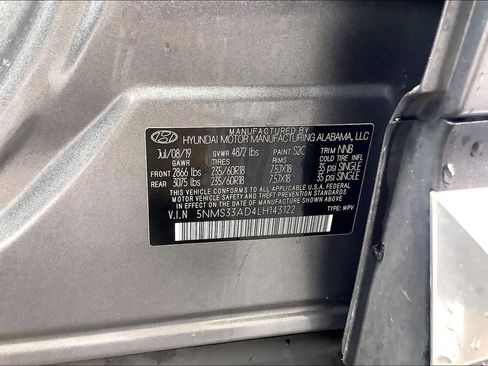 MANUFACTURED BY
HYUNDAI MOTOR MANUFACTURING ALABAMA, LLC
Jul/08/19 GVWR 4872 lbs PAINT S2C TRIM NNB
GAWR TIRES RIMS COLD TIRE INFL
FRONT 2866 lbs 235/60R18 7.5JX18 35 psi SINGLE
REAR 3075 lbs 235/60R18 7.5JX18 35 psi SINGLE
THIS VEHICLE CONFORMS TO ALL APPLICABLE U.S.A. FEDERAL
MOTOR VEHICLE SAFETY, BUMPER, AND THEFT PREVENTION
STANDARDS IN EFFECT ON THE DATE OF MANUFACTURE SHOWN ABOVE.
V.I.N 5NMS33AD4LH143122 TYPE: MPV